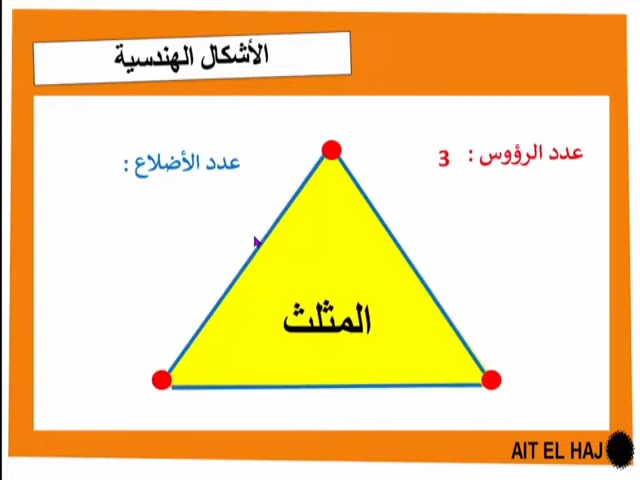 الأشكال الهندسية
عدد الرؤوس : 3
عدد الأضلاع :
المثلث
AIT EL HAJ